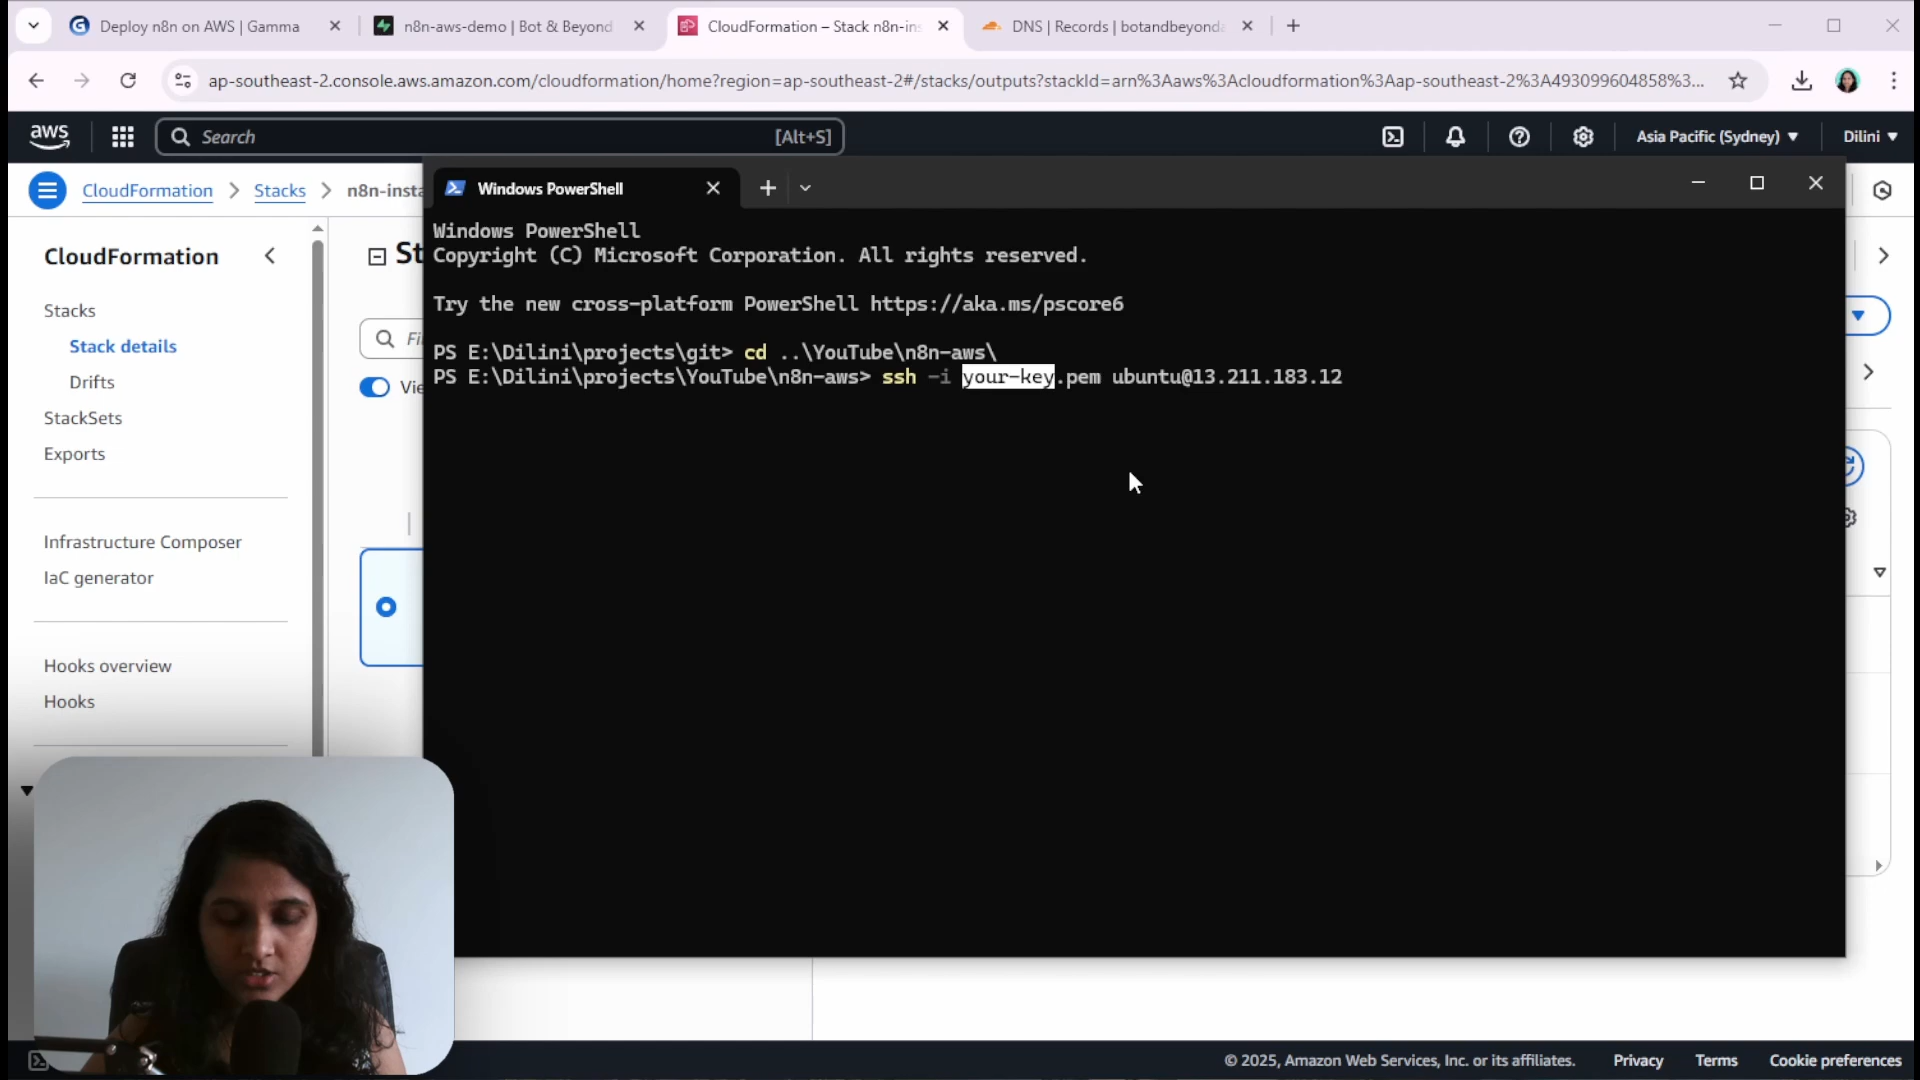 Deploy n8n on AWS | Gamma
n8n-aws-demo | Bot & Beyond
CloudFormation – Stack n8n-ins
DNS | Records | botandbeyond
ap-southeast-2.console.aws.amazon.com/cloudformation/home?region=ap-southeast-2#/stacks/outputs?stackId=arn%3Aaws%3Acloudformation%3Aap-southeast-2%3A493099604858%3...
aws
Search
[Alt+S]
Asia Pacific (Sydney)
Dilini
CloudFormation
Stacks
n8n-insta
CloudFormation
Stacks
Stack details
Drifts
StackSets
Exports
Infrastructure Composer
IaC generator
Hooks overview
Hooks
St
Fil
Vie
Windows PowerShell
Windows PowerShell
Copyright (C) Microsoft Corporation. All rights reserved.
Try the new cross-platform PowerShell https://aka.ms/pscore6
PS E:\Dilini\projects\git> cd ..\YouTube\n8n-aws\
PS E:\Dilini\projects\YouTube\n8n-aws> ssh -i your-key.pem ubuntu@13.211.183.12
© 2025, Amazon Web Services, Inc. or its affiliates.
Privacy
Terms
Cookie preferences